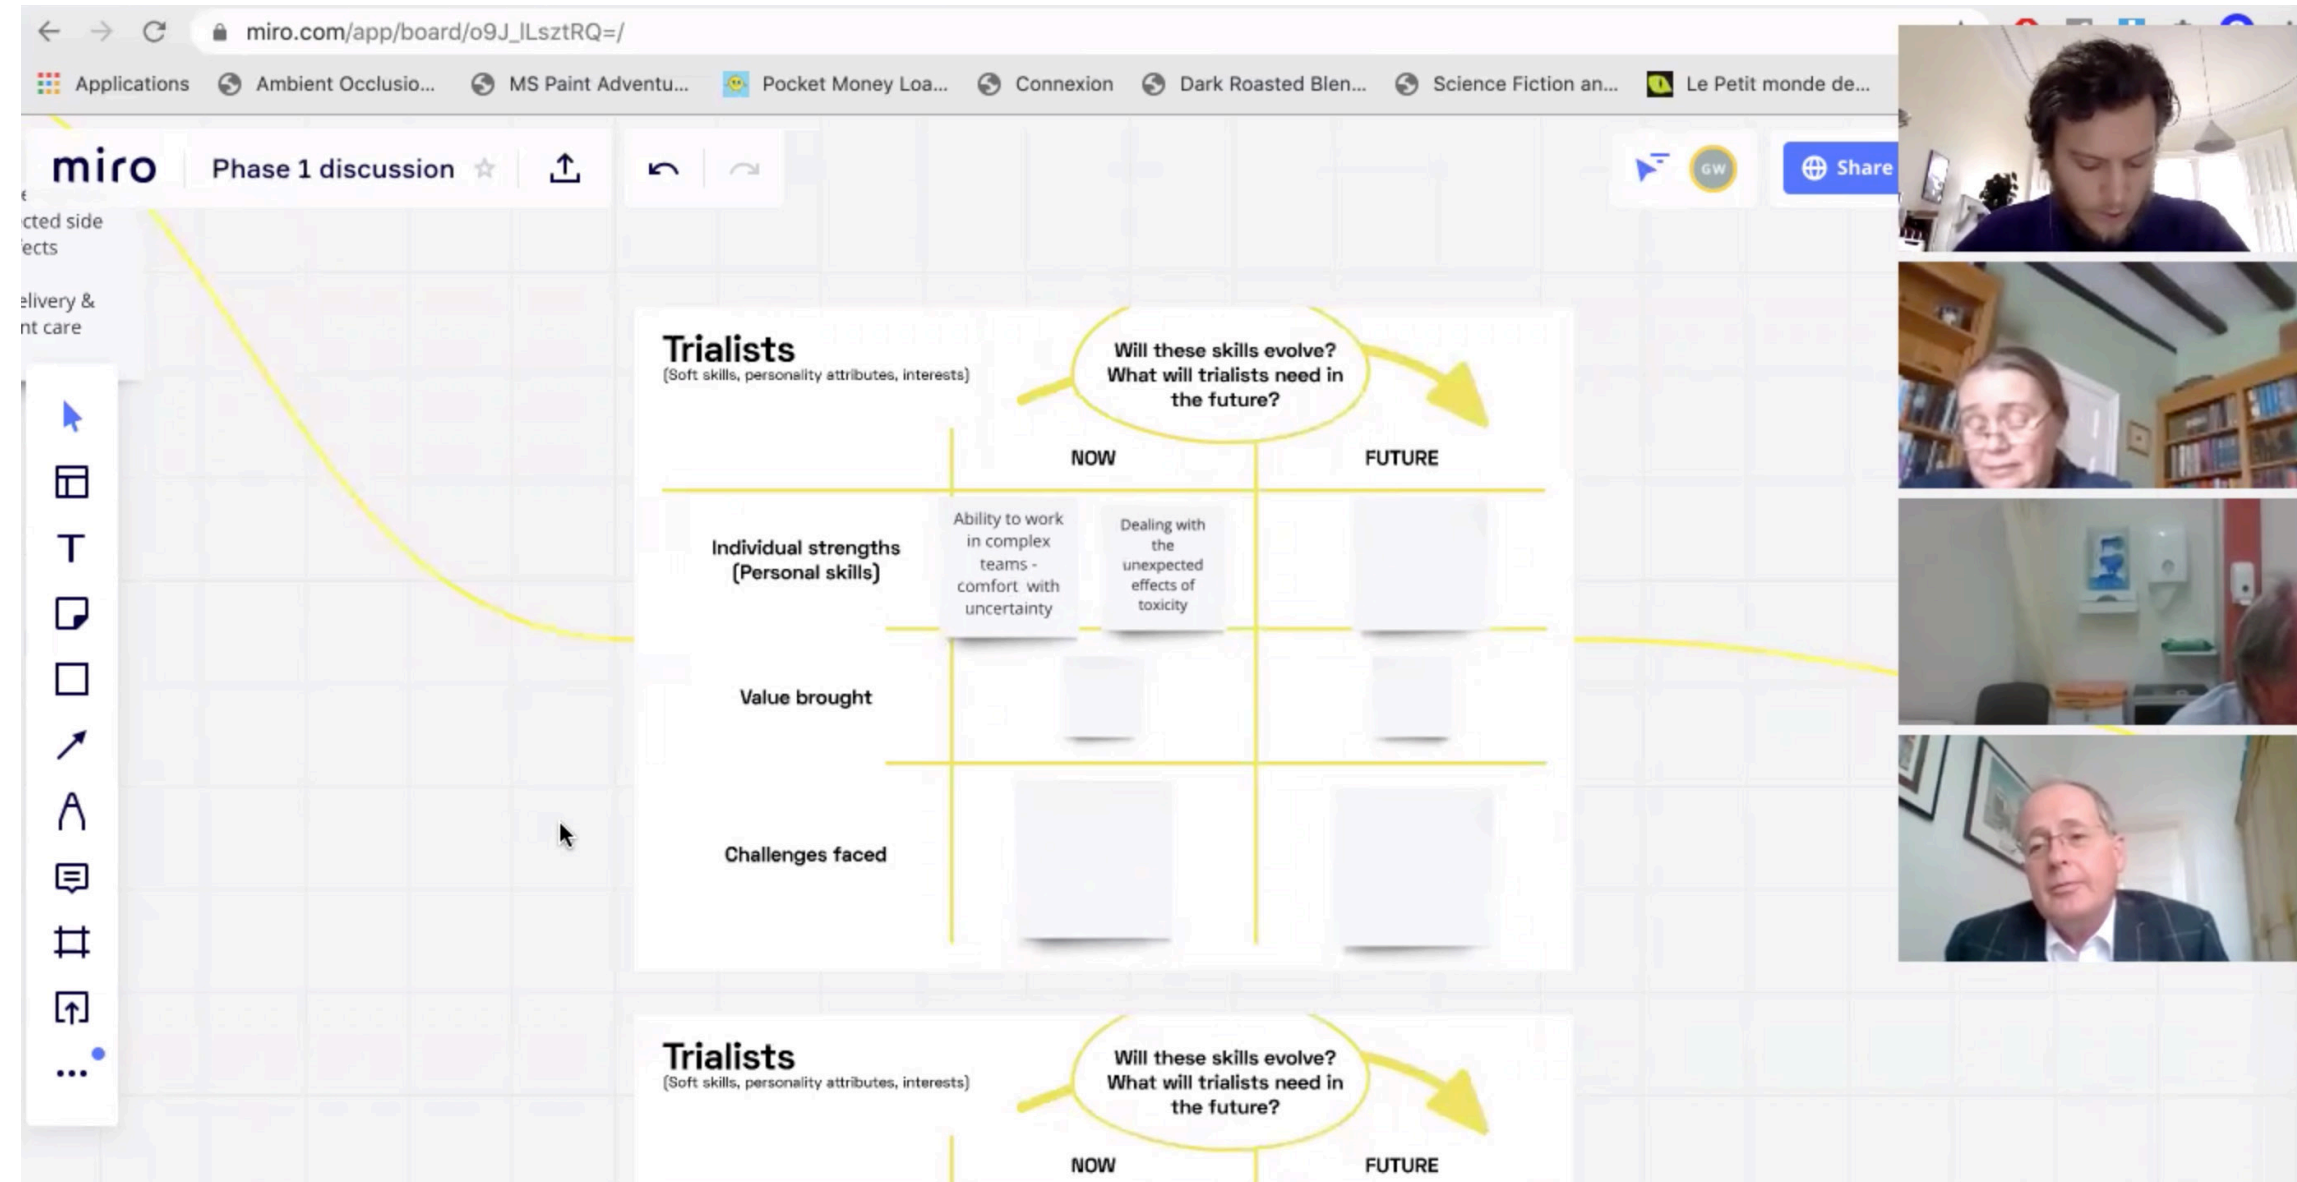 miro.com/app/board/o9J_lLsztRQ=/
Applications
Ambient Occlusio...
MS Paint Adventu...
Pocket Money Loa...
Connexion
Dark Roasted Blen...
Science Fiction an...
Le Petit monde de...
miro
Phase 1 discussion
GW
Share
cted side
ects
elivery &
nt care
Trialists
(Soft skills, personality attributes, interests)
Will these skills evolve?
What will trialists need in
the future?
NOW
FUTURE
Individual strengths
(Personal skills)
Ability to work
in complex
teams -
comfort with
uncertainty
Dealing with
the
unexpected
effects of
toxicity
Value brought
Challenges faced
Trialists
(Soft skills, personality attributes, interests)
Will these skills evolve?
What will trialists need in
the future?
NOW
FUTURE